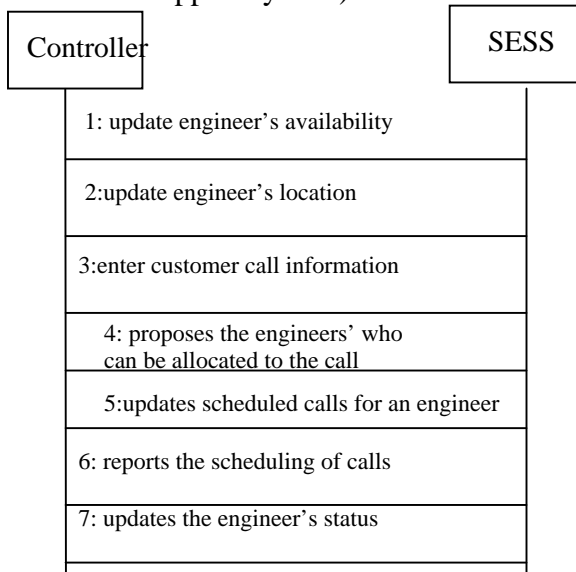 Controller
SESS
1: update engineer’s availability
2:update engineer’s location
3:enter customer call information
4: proposes the engineers’ who
can be allocated to the call
5:updates scheduled calls for an engineer
6: reports the scheduling of calls
7: updates the engineer’s status